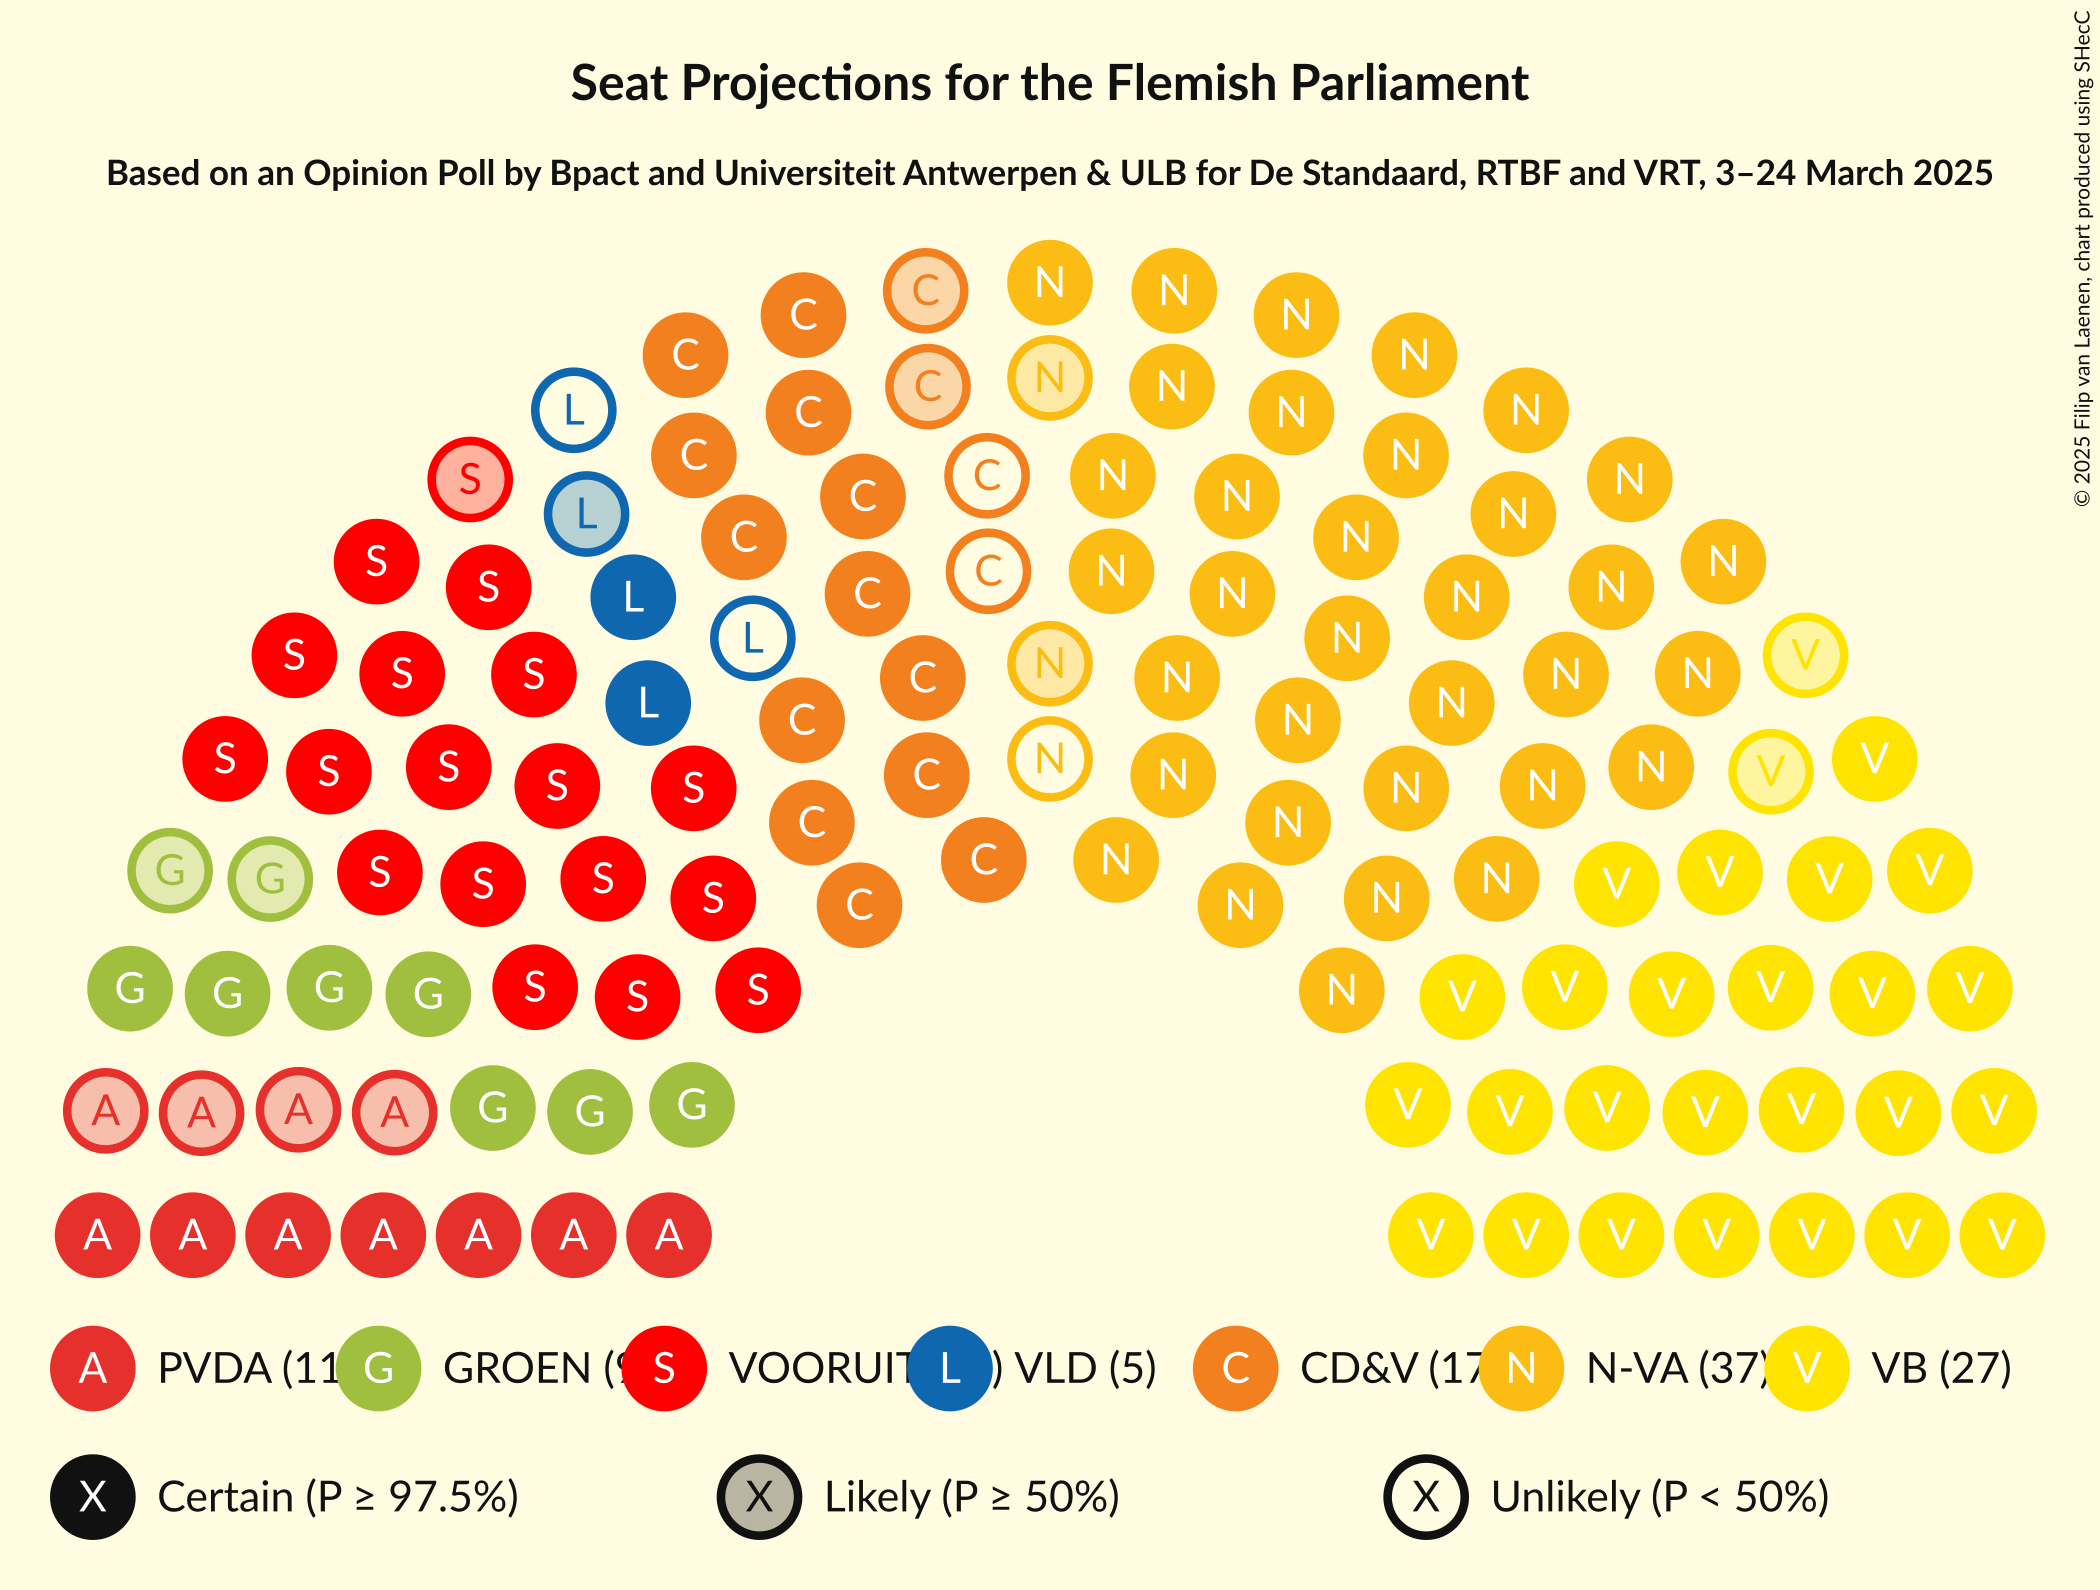 Seat Projections for the Flemish Parliament
Based on an Opinion Poll by Bpact and Universiteit Antwerpen & ULB for De Standaard, RTBF and VRT, 3–24 March 2025
© 2025 Filip van Laenen, chart produced using SHecC
C N N N
C C N
L C C N N N N
S L C C C N N N N
S S L C C C N N N N N N
S S S L L C C N N N N N N V
S S S S S C C N N N N N N V V
G G S S S S C C C N N N N N V V V V
G G G G S S S N V V V V V V
A A A A G G G V V V V V V V
A A A A A A A V V V V V V V
A PVDA (11 G GROEN ( S VOORUIT L ) VLD (5) C CD&V (17 N N-VA (37) V VB (27)
X Certain (P ≥ 97.5%) X Likely (P ≥ 50%) X Unlikely (P < 50%)